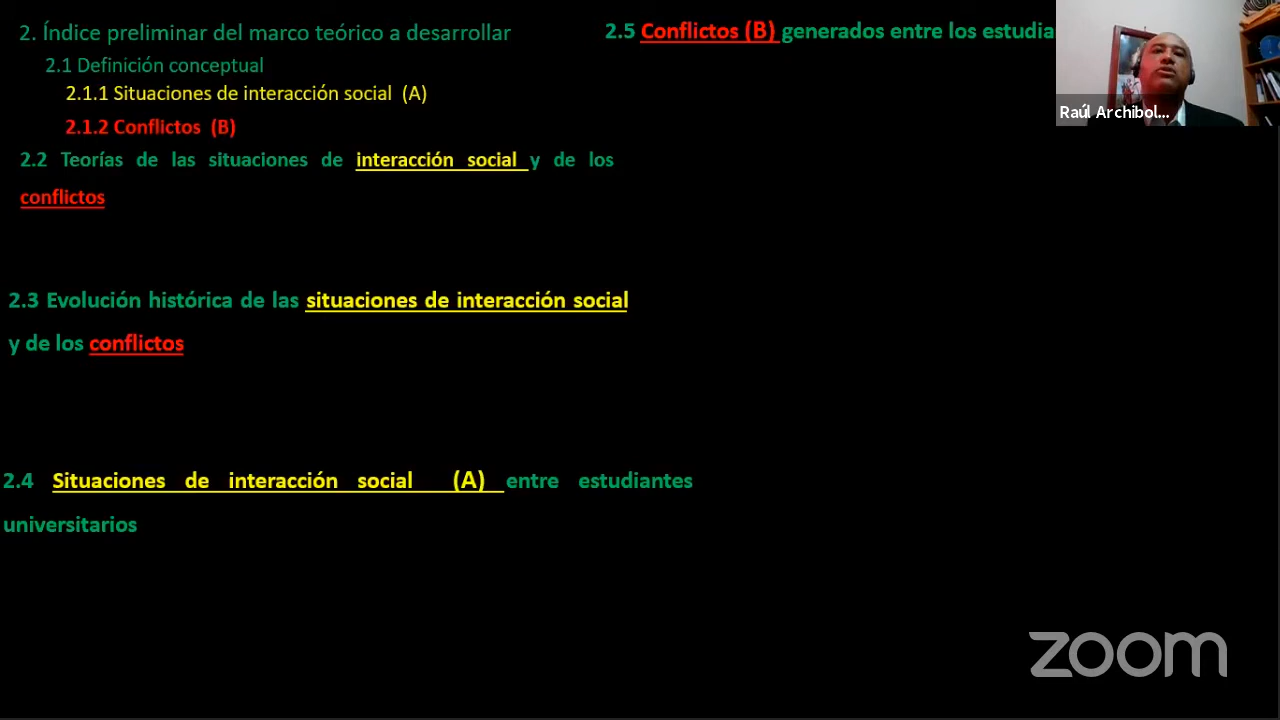 2. Índice preliminar del marco teórico a desarrollar
2.1 Definición conceptual
2.1.1 Situaciones de interacción social (A)
2.1.2 Conflictos (B)
2.2 Teorías de las situaciones de interacción social y de los
conflictos
2.3 Evolución histórica de las situaciones de interacción social
y de los conflictos
2.4 Situaciones de interacción social (A) entre estudiantes
universitarios
2.5 Conflictos (B) generados entre los estudia
Raúl Archibol...
zoom